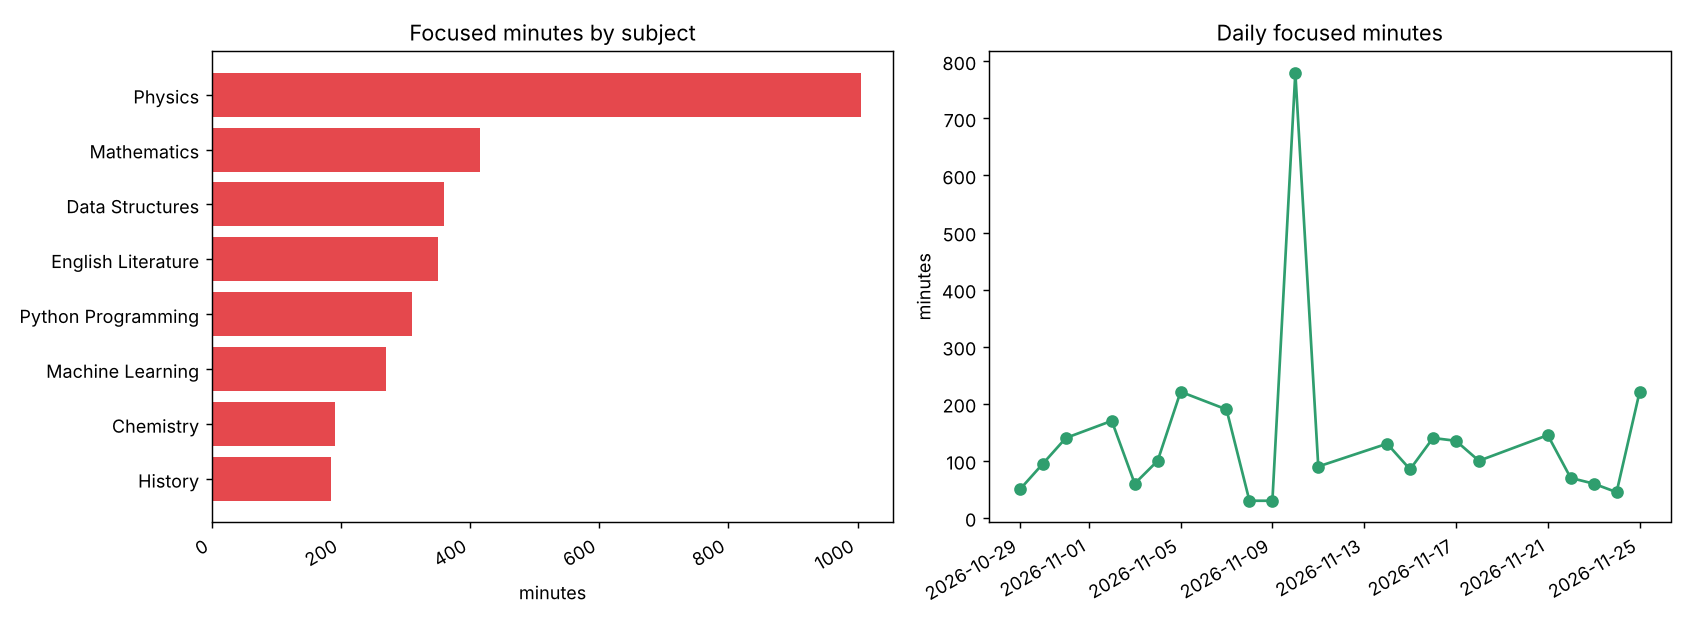 Focused minutes by subject
Physics
Mathematics
Data Structures
English Literature
Python Programming
Machine Learning
Chemistry
History
0
200
400
600
800
1000
minutes
Daily focused minutes
800
700
600
500
400
300
200
100
0
minutes
2026-10-29
2026-11-01
2026-11-05
2026-11-09
2026-11-13
2026-11-17
2026-11-21
2026-11-25